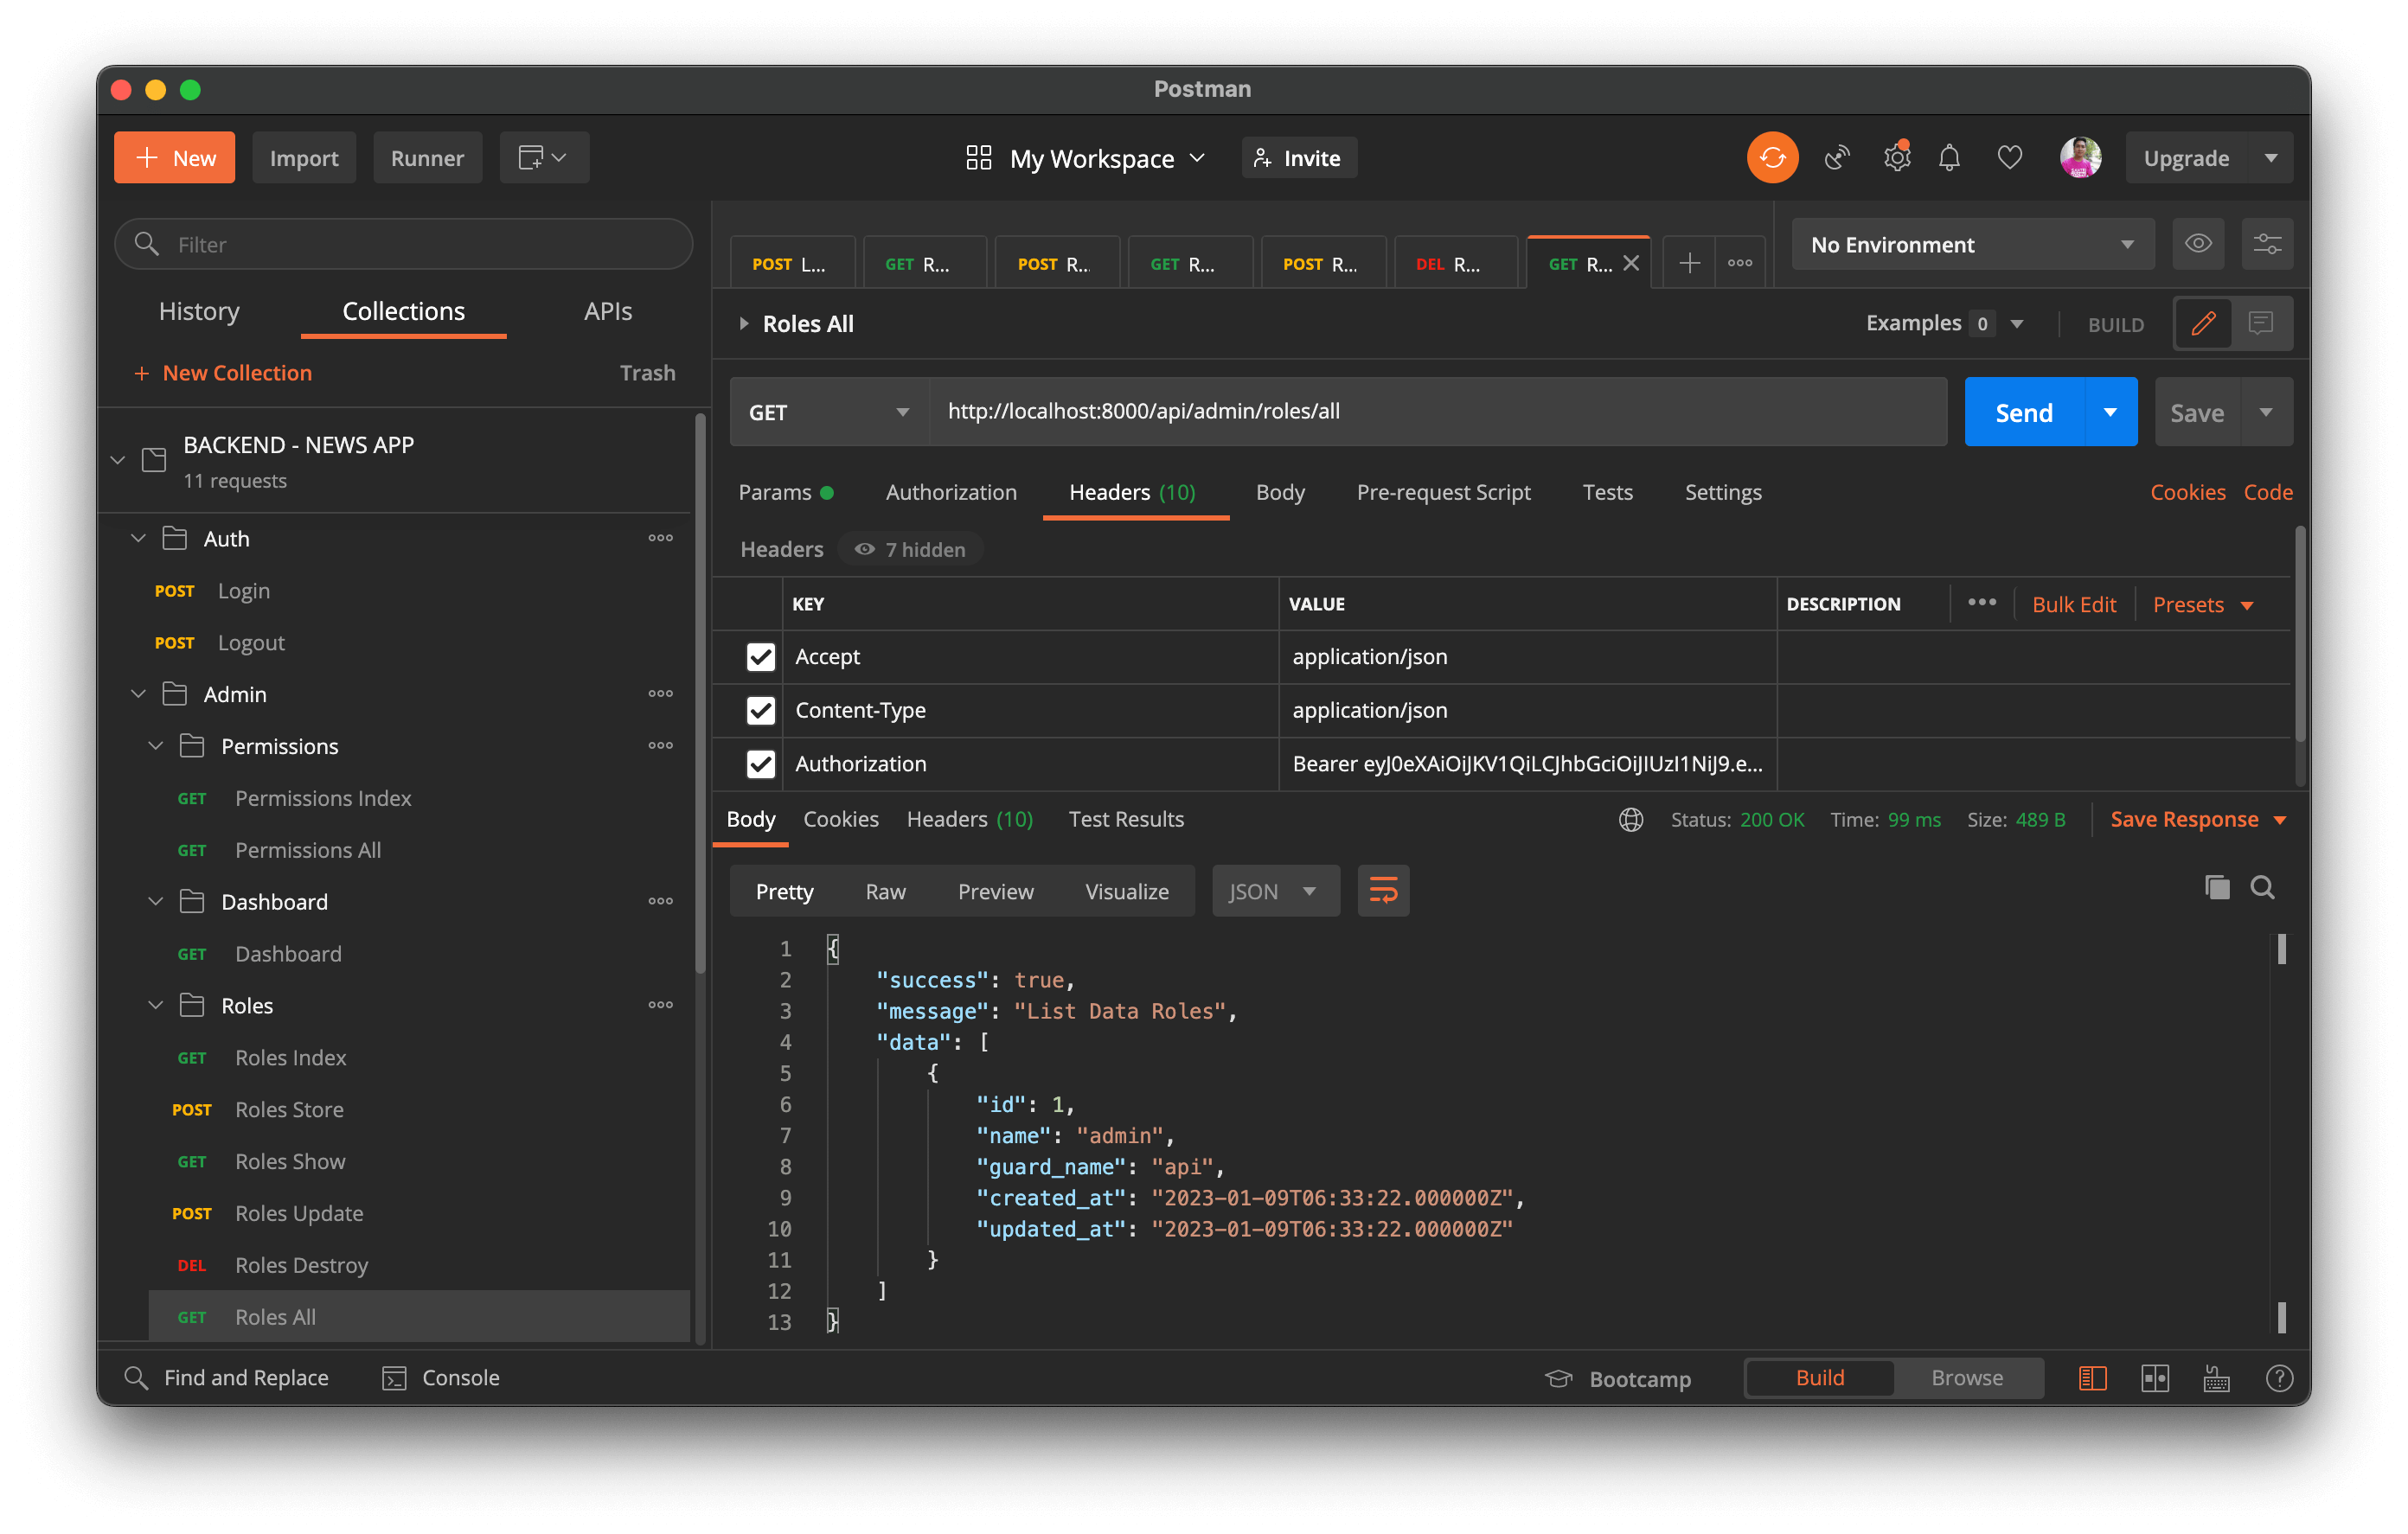 Postman
New
Import
Runner
My Workspace
Invite
Upgrade
Filter
History
Collections
APIs
+ New Collection
Trash
BACKEND - NEWS APP
11 requests
Auth
POST Login
POST Logout
Admin
Permissions
GET Permissions Index
GET Permissions All
Dashboard
GET Dashboard
Roles
GET Roles Index
POST Roles Store
GET Roles Show
POST Roles Update
DEL Roles Destroy
GET Roles All
POST L...
GET R...
POST R...
GET R...
POST R...
DEL R...
GET R...
No Environment
Roles All
Examples 0
BUILD
GET
http://localhost:8000/api/admin/roles/all
Send
Save
Params
Authorization
Headers (10)
Body
Pre-request Script
Tests
Settings
Cookies
Code
Headers
7 hidden
KEY
VALUE
DESCRIPTION
Bulk Edit
Presets
Accept
application/json
Content-Type
application/json
Authorization
Bearer eyJ0eXAiOiJKV1QiLCJhbGciOiJIUzI1NiJ9.e...
Body
Cookies
Headers (10)
Test Results
Status: 200 OK
Time: 99 ms
Size: 489 B
Save Response
Pretty
Raw
Preview
Visualize
JSON
1 {
2 "success": true,
3 "message": "List Data Roles",
4 "data": [
5 {
6 "id": 1,
7 "name": "admin",
8 "guard_name": "api",
9 "created_at": "2023-01-09T06:33:22.000000Z",
10 "updated_at": "2023-01-09T06:33:22.000000Z"
11 }
12 ]
13 }
Find and Replace
Console
Bootcamp
Build
Browse